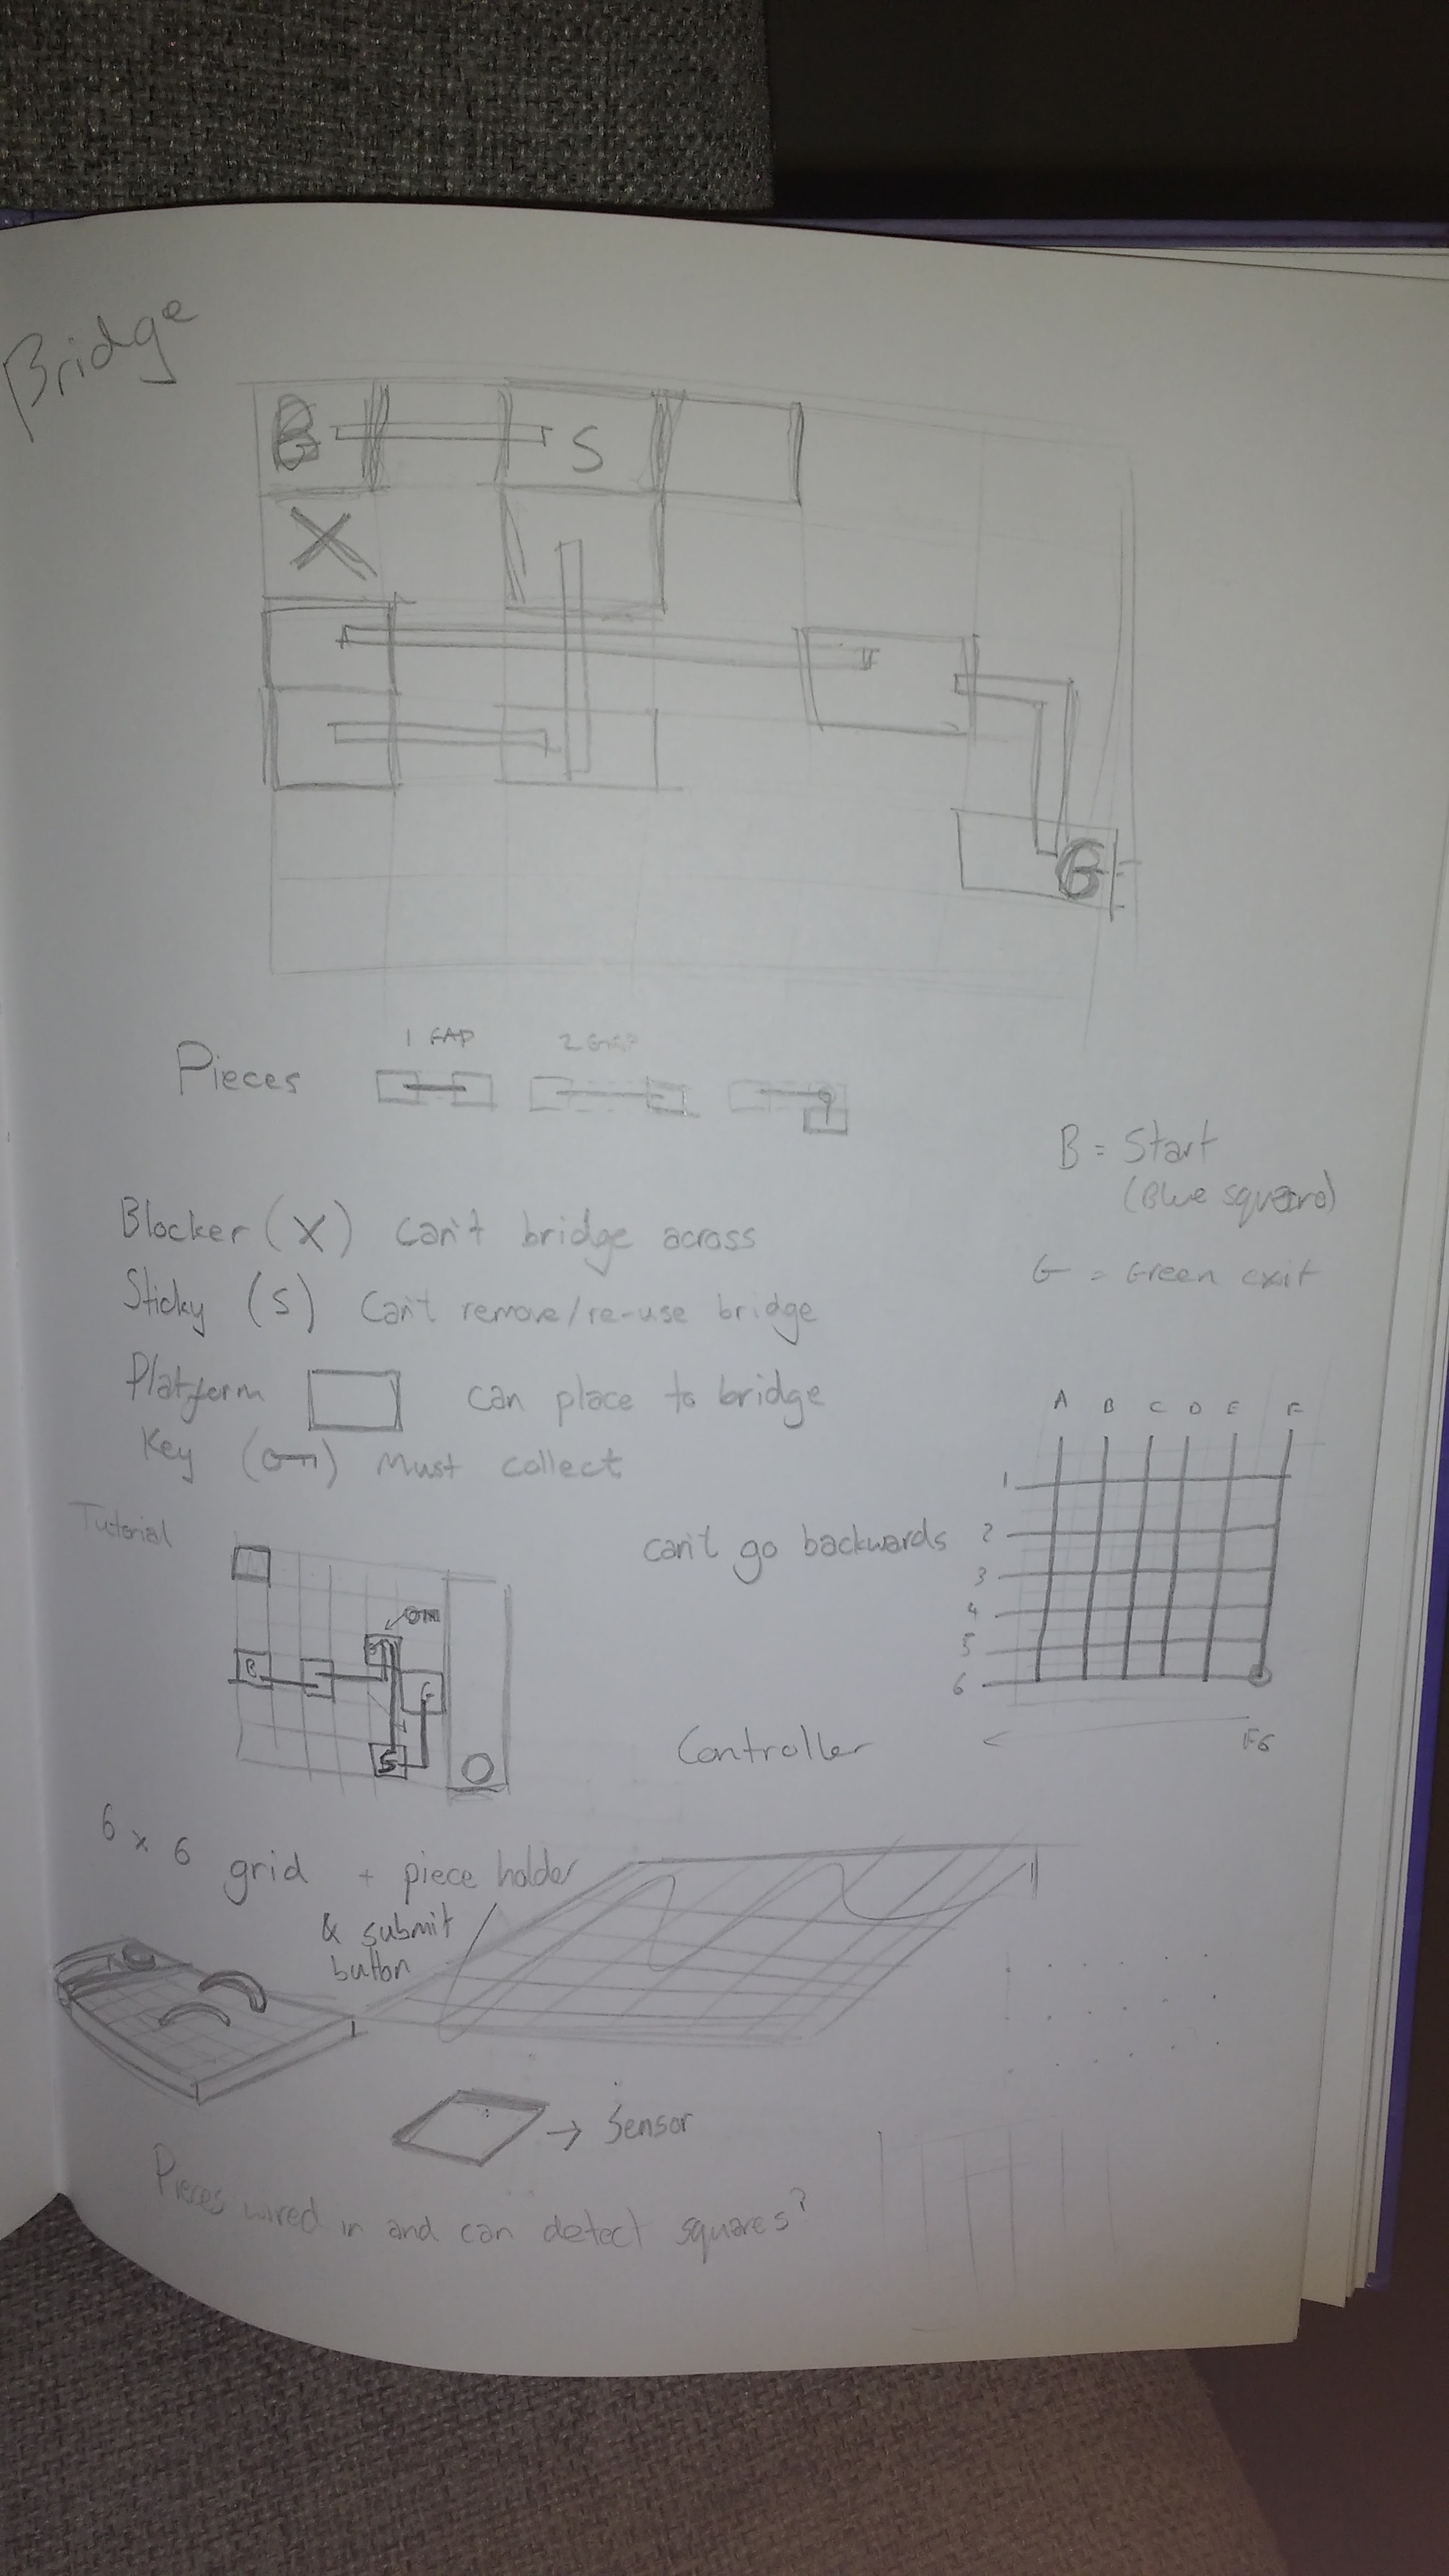 Bridge
B S
X
G
1 GAP 2 GAP
Pieces
B = Start
(Blue square)
G = Green exit
Blocker (X) can't bridge across
Sticky (S) Can't remove/re-use bridge
Platform can place to bridge
Key ( ) Must collect
A B C D E F
1
2
3
4
5
6
F6
can't go backwards
Tutorial
B
G
S
Controller
6 x 6 grid + piece holder
& submit
button
→ Sensor
Pieces wired in and can detect squares?